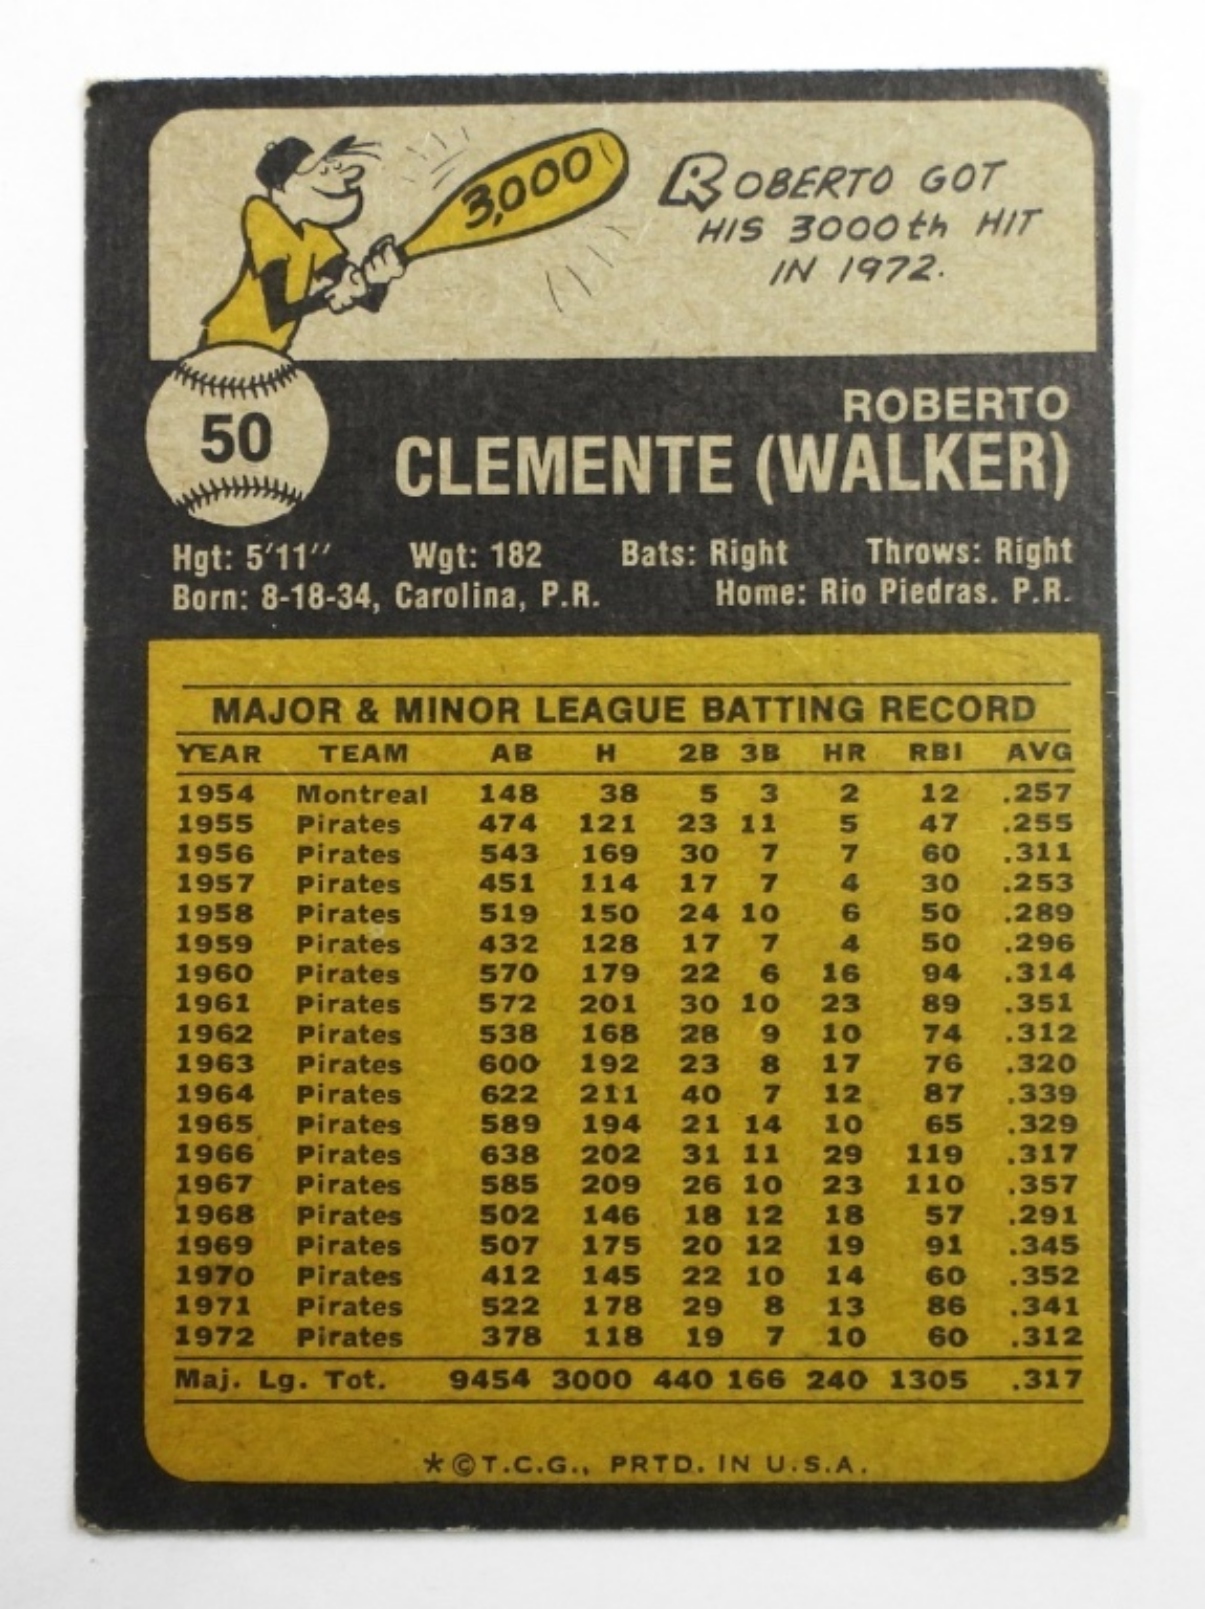 3,000
ROBERTO GOT
HIS 3000th HIT
IN 1972.
50
ROBERTO
CLEMENTE (WALKER)
Hgt: 5'11'' Wgt: 182 Bats: Right Throws: Right
Born: 8-18-34, Carolina, P.R. Home: Rio Piedras. P.R.
MAJOR & MINOR LEAGUE BATTING RECORD
YEAR TEAM AB H 2B 3B HR RBI AVG
1954 Montreal 148 38 5 3 2 12 .257
1955 Pirates 474 121 23 11 5 47 .255
1956 Pirates 543 169 30 7 7 60 .311
1957 Pirates 451 114 17 7 4 30 .253
1958 Pirates 519 150 24 10 6 50 .289
1959 Pirates 432 128 17 7 4 50 .296
1960 Pirates 570 179 22 6 16 94 .314
1961 Pirates 572 201 30 10 23 89 .351
1962 Pirates 538 168 28 9 10 74 .312
1963 Pirates 600 192 23 8 17 76 .320
1964 Pirates 622 211 40 7 12 87 .339
1965 Pirates 589 194 21 14 10 65 .329
1966 Pirates 638 202 31 11 29 119 .317
1967 Pirates 585 209 26 10 23 110 .357
1968 Pirates 502 146 18 12 18 57 .291
1969 Pirates 507 175 20 12 19 91 .345
1970 Pirates 412 145 22 10 14 60 .352
1971 Pirates 522 178 29 8 13 86 .341
1972 Pirates 378 118 19 7 10 60 .312
Maj. Lg. Tot. 9454 3000 440 166 240 1305 .317
*©T.C.G., PRTD. IN U.S.A.